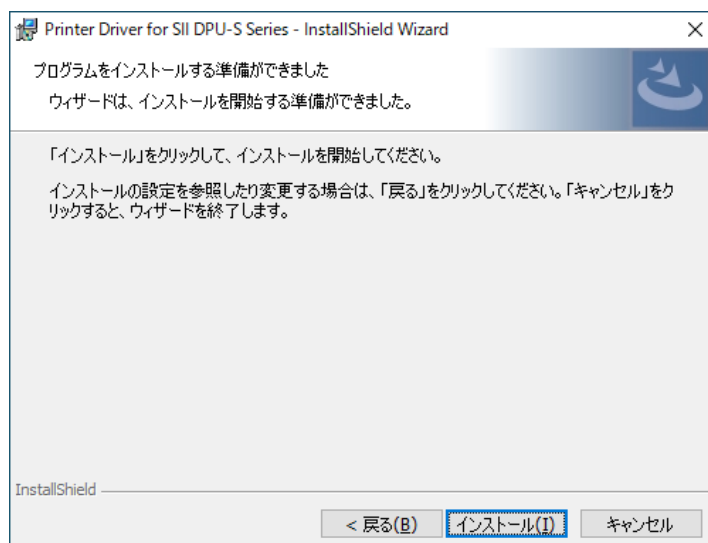 Printer Driver for SII DPU-S Series - InstallShield Wizard
プログラムをインストールする準備ができました
ウィザードは、インストールを開始する準備ができました。
「インストール」をクリックして、インストールを開始してください。
インストールの設定を参照したり変更する場合は、「戻る」をクリックしてください。「キャンセル」をク
リックすると、ウィザードを終了します。
InstallShield
< 戻る(B)
インストール(I)
キャンセル